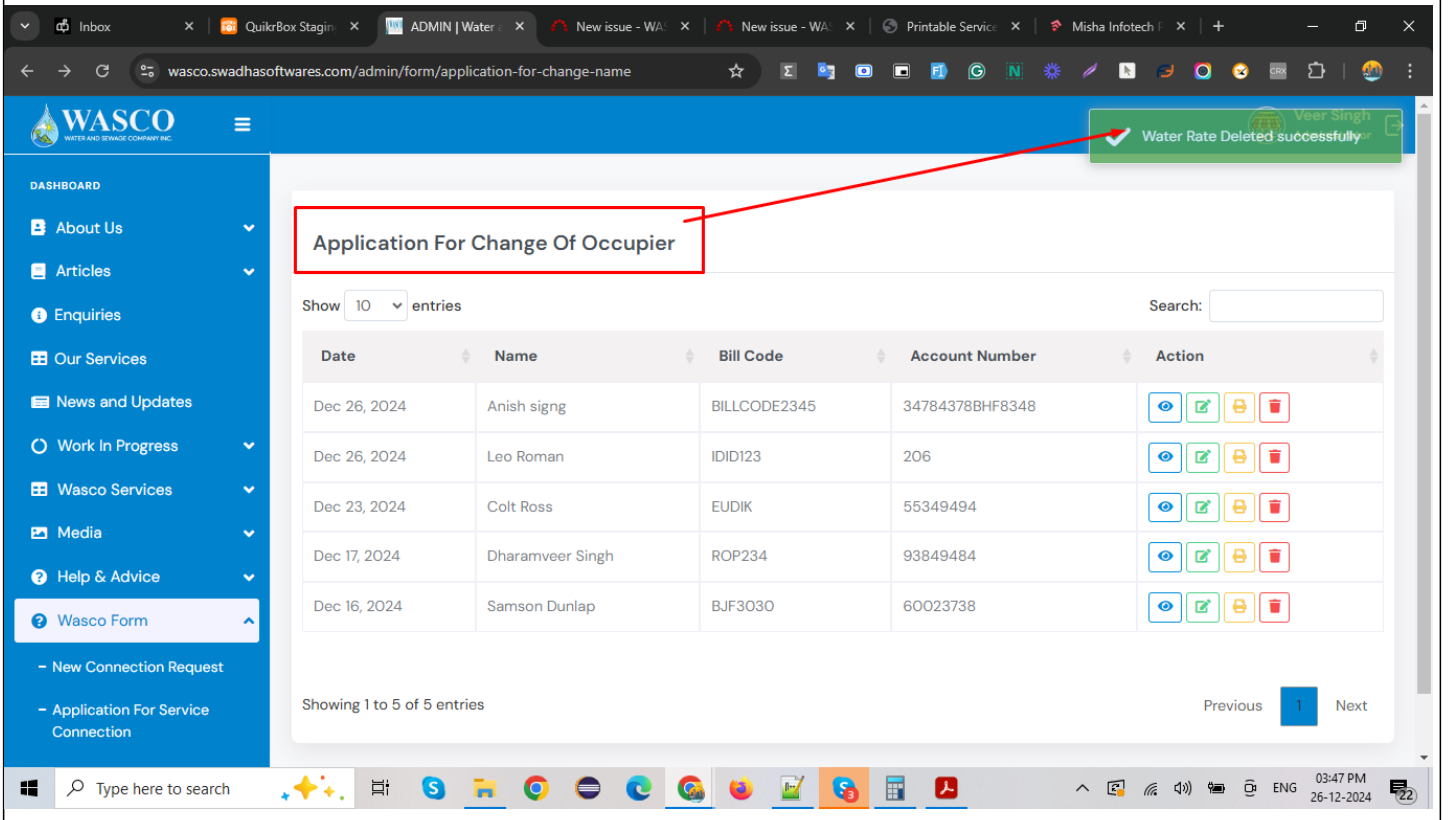 Inbox
QuikrBox Staging
ADMIN | Water a
New issue - WAS
New issue - WAS
Printable Service
Misha Infotech P
wasco.swadhasoftwares.com/admin/form/application-for-change-name
CRX
WASCO
WATER AND SEWAGE COMPANY INC.
Veer Singh
Water Rate Deleted successfully
DASHBOARD
About Us
Articles
Enquiries
Our Services
News and Updates
Work In Progress
Wasco Services
Media
Help & Advice
Wasco Form
– New Connection Request
– Application For Service
Connection
Application For Change Of Occupier
Show 10 entries
Search:
Date Name Bill Code Account Number Action
Dec 26, 2024 Anish signg BILLCODE2345 34784378BHF8348
Dec 26, 2024 Leo Roman IDID123 206
Dec 23, 2024 Colt Ross EUDIK 55349494
Dec 17, 2024 Dharamveer Singh ROP234 93849484
Dec 16, 2024 Samson Dunlap BJF3030 60023738
Showing 1 to 5 of 5 entries
Previous 1 Next
Type here to search
ENG
03:47 PM
26-12-2024
22